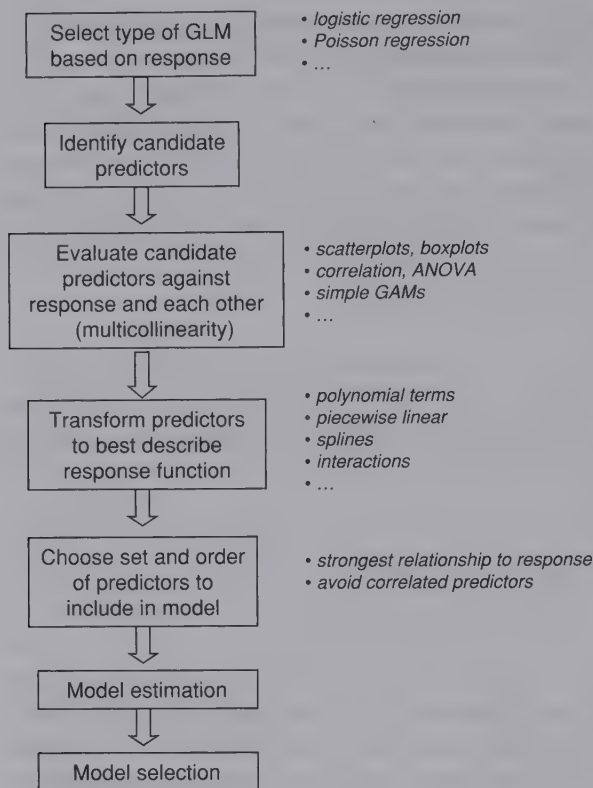 Select type of GLM
based on response
• logistic regression
• Poisson regression
• ...
Identify candidate
predictors
Evaluate candidate
predictors against
response and each other
(multicollinearity)
• scatterplots, boxplots
• correlation, ANOVA
• simple GAMs
• ...
Transform predictors
to best describe
response function
• polynomial terms
• piecewise linear
• splines
• interactions
• ...
Choose set and order
of predictors to
include in model
• strongest relationship to response
• avoid correlated predictors
Model estimation
Model selection